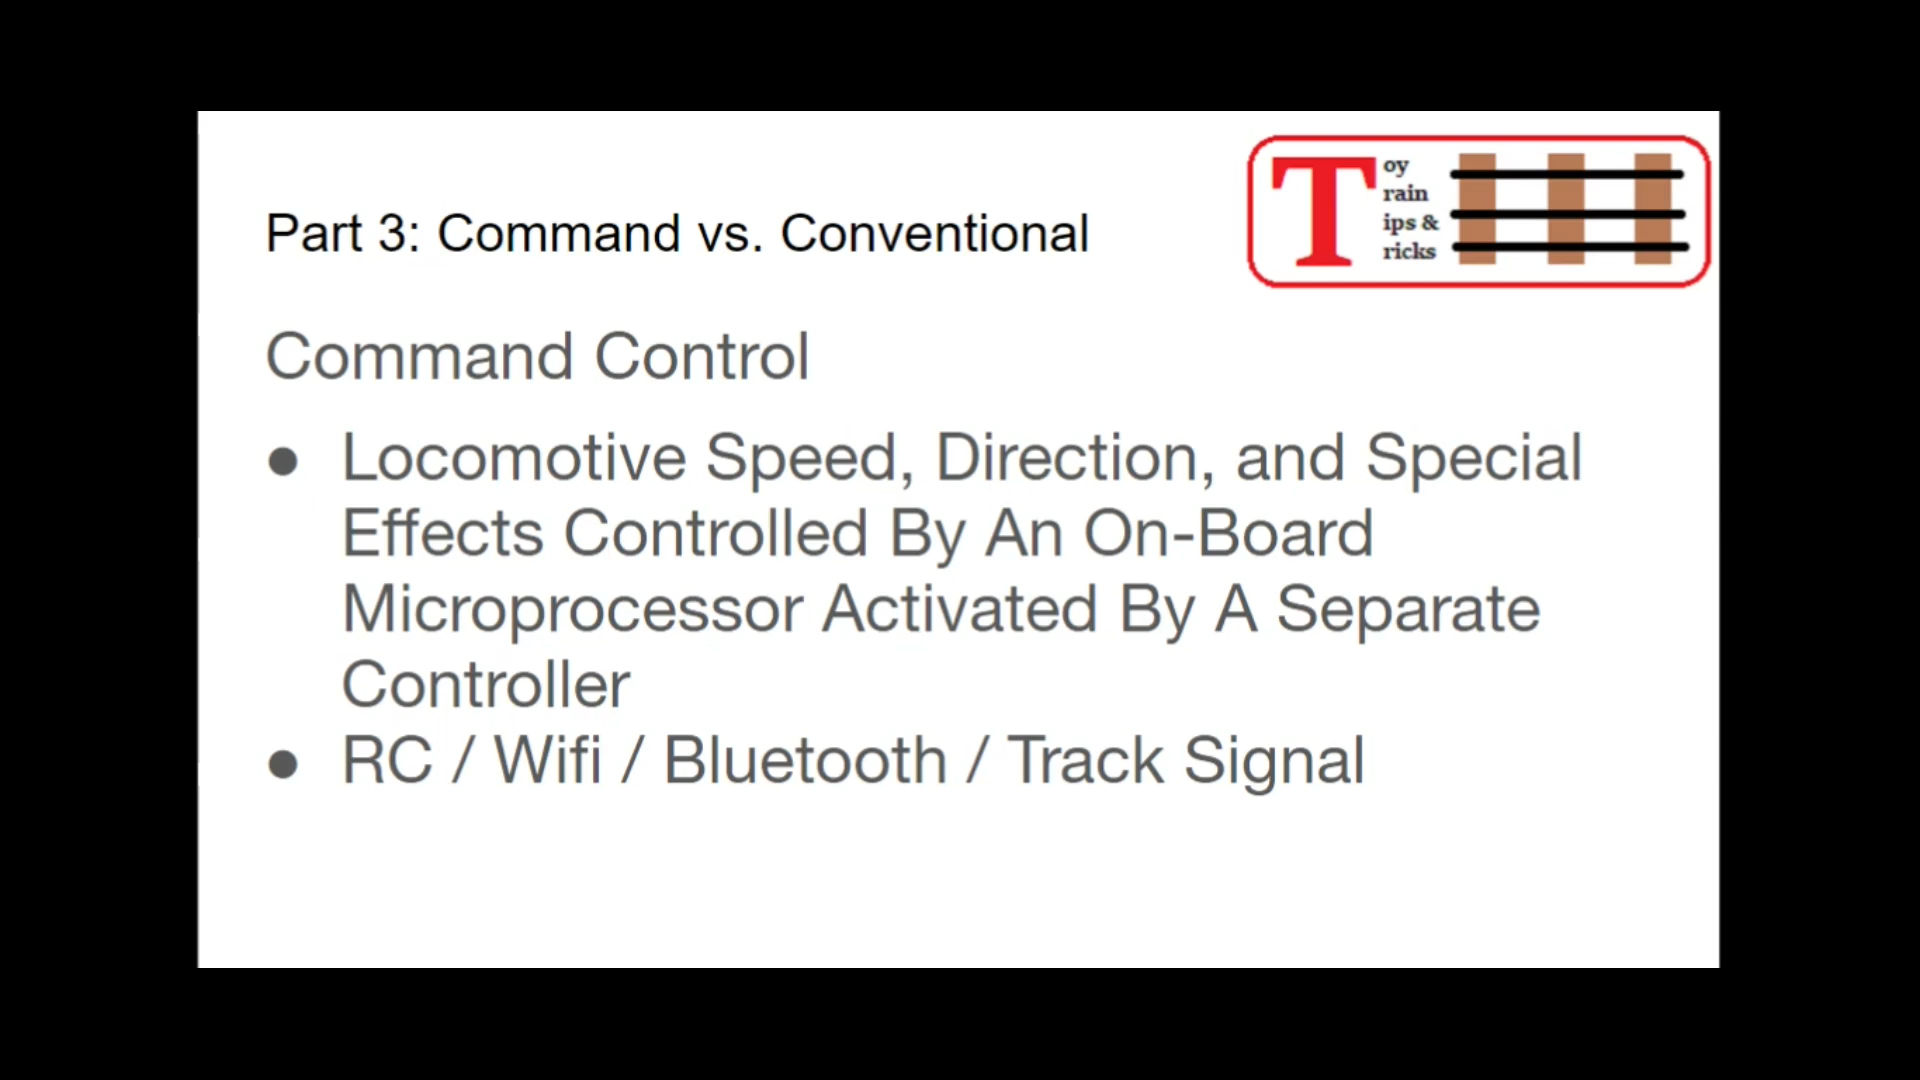 Part 3: Command vs. Conventional
T oy
rain
ips &
ricks
Command Control
● Locomotive Speed, Direction, and Special
Effects Controlled By An On-Board
Microprocessor Activated By A Separate
Controller
● RC / Wifi / Bluetooth / Track Signal